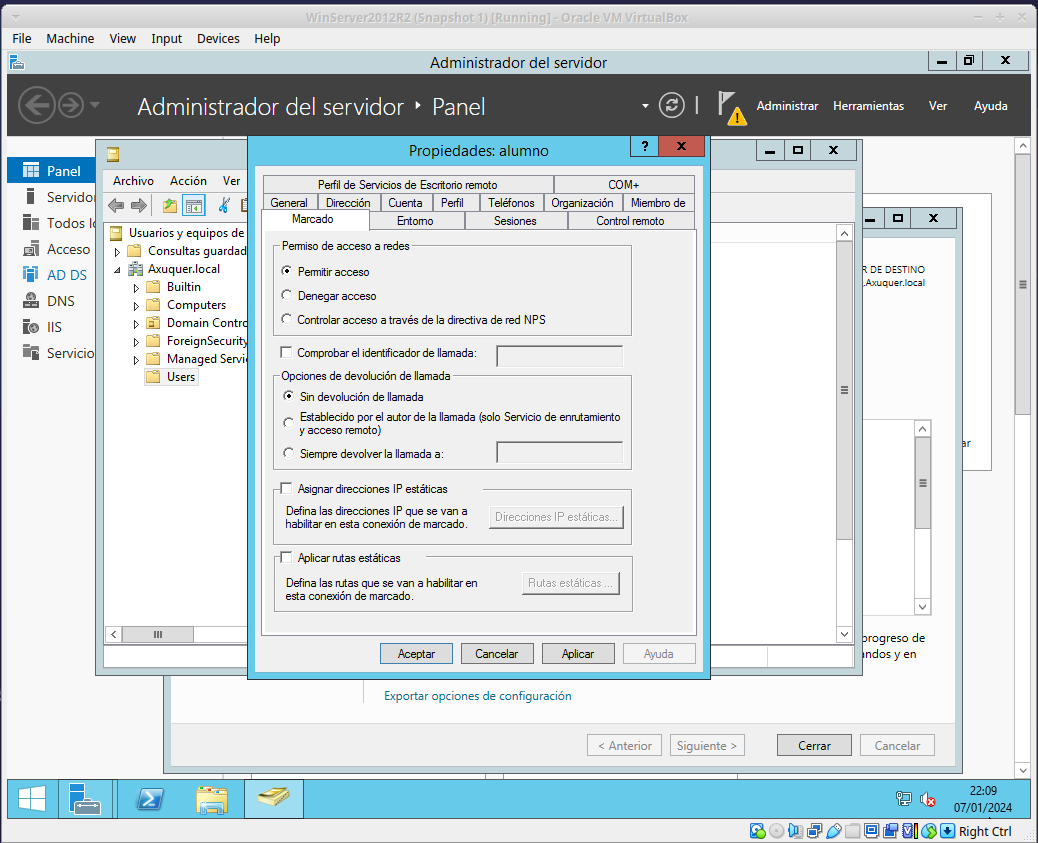 WinServer2012R2 (Snapshot 1) [Running] - Oracle VM VirtualBox
File Machine View Input Devices Help
Administrador del servidor
Administrador del servidor Panel
Administrar Herramientas Ver Ayuda
Panel
Servidor
Todos
Acceso
AD DS
DNS
IIS
Servicio
Archivo Acción Ver
Usuarios y equipos de
Consultas guardad
Axuquer.local
Builtin
Computers
Domain Contro
ForeignSecurity
Managed Servi
Users
Propiedades: alumno
?
Perfil de Servicios de Escritorio remoto COM+
General Dirección Cuenta Perfil Teléfonos Organización Miembro de
Marcado Entorno Sesiones Control remoto
Permiso de acceso a redes
Permitir acceso
Denegar acceso
Controlar acceso a través de la directiva de red NPS
Comprobar el identificador de llamada:
Opciones de devolución de llamada
Sin devolución de llamada
Establecido por el autor de la llamada (solo Servicio de enrutamiento
y acceso remoto)
Siempre devolver la llamada a:
Asignar direcciones IP estáticas
Defina las direcciones IP que se van a
habilitar en esta conexión de marcado.
Direcciones IP estáticas...
Aplicar rutas estáticas
Defina las rutas que se van a habilitar en
esta conexión de marcado.
Rutas estáticas ...
Aceptar Cancelar Aplicar Ayuda
R DE DESTINO
.Axuquer.local
ar
progreso de
andos y en
Exportar opciones de configuración
< Anterior Siguiente > Cerrar Cancelar
22:09
07/01/2024
Right Ctrl